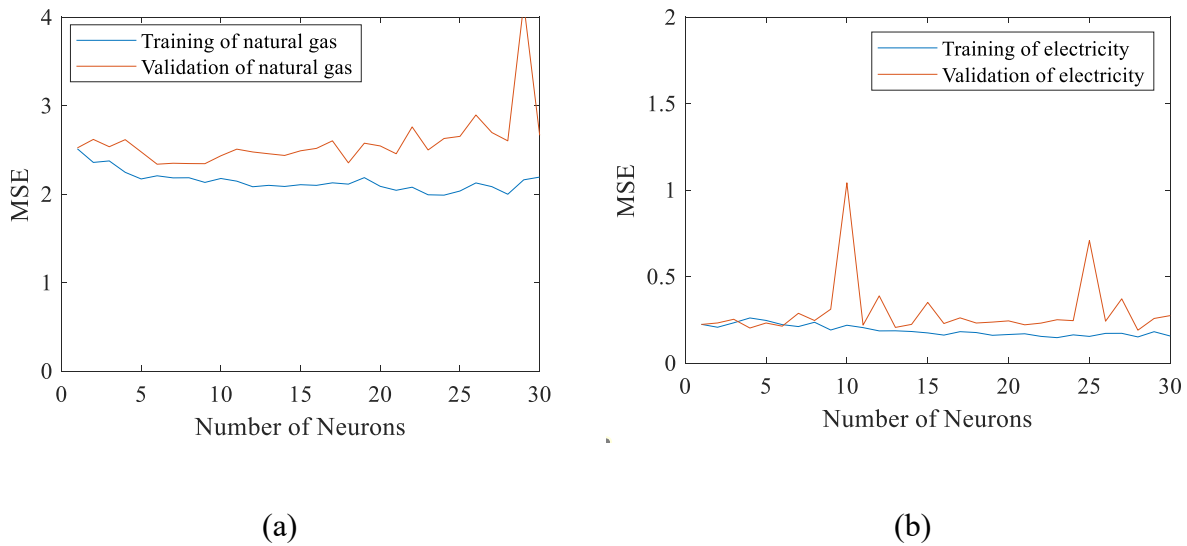 4
3
2
1
0
MSE
Training of natural gas
Validation of natural gas
0
5
10
15
20
25
30
Number of Neurons
(a)
2
1.5
1
0.5
0
MSE
Training of electricity
Validation of electricity
0
5
10
15
20
25
30
Number of Neurons
(b)